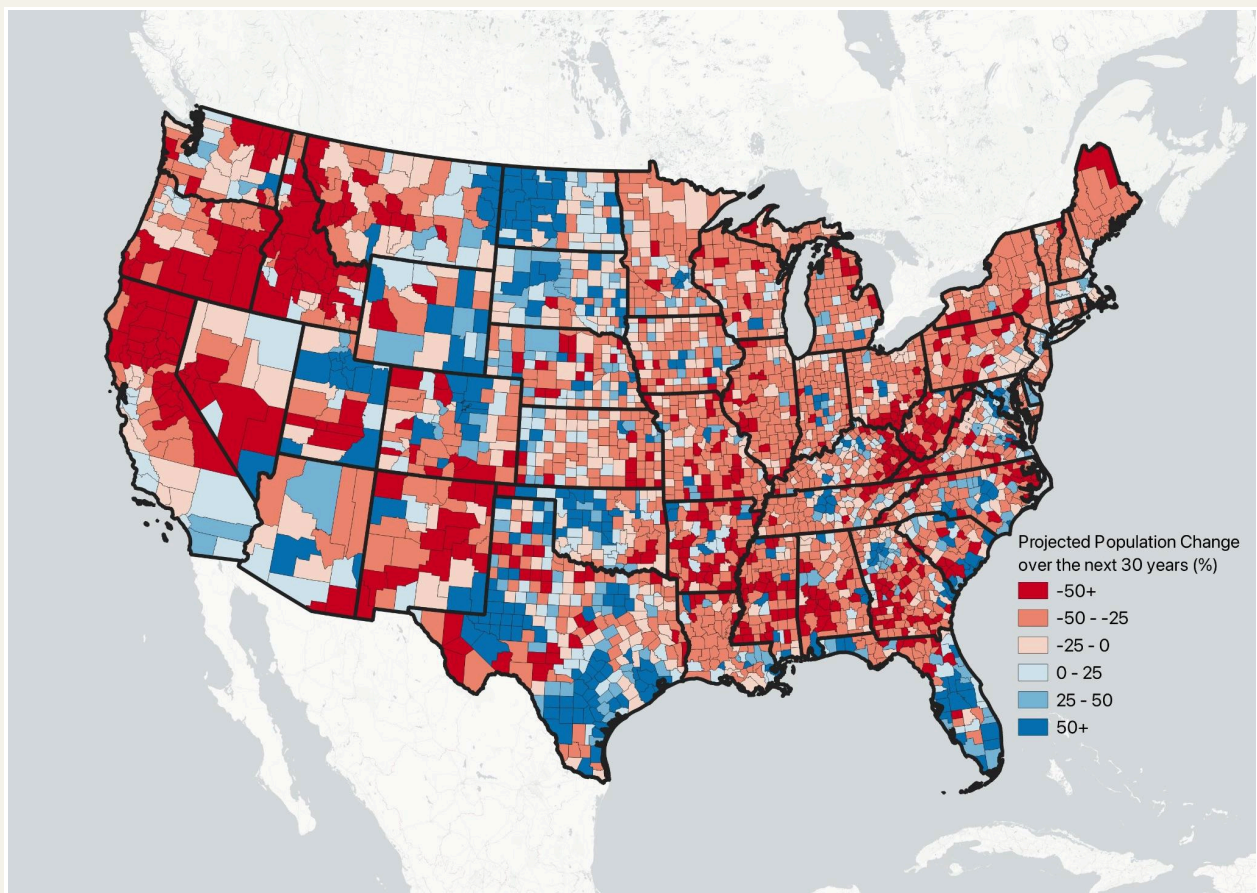 Projected Population Change
over the next 30 years (%)
-50+
-50 - -25
-25 - 0
0 - 25
25 - 50
50+